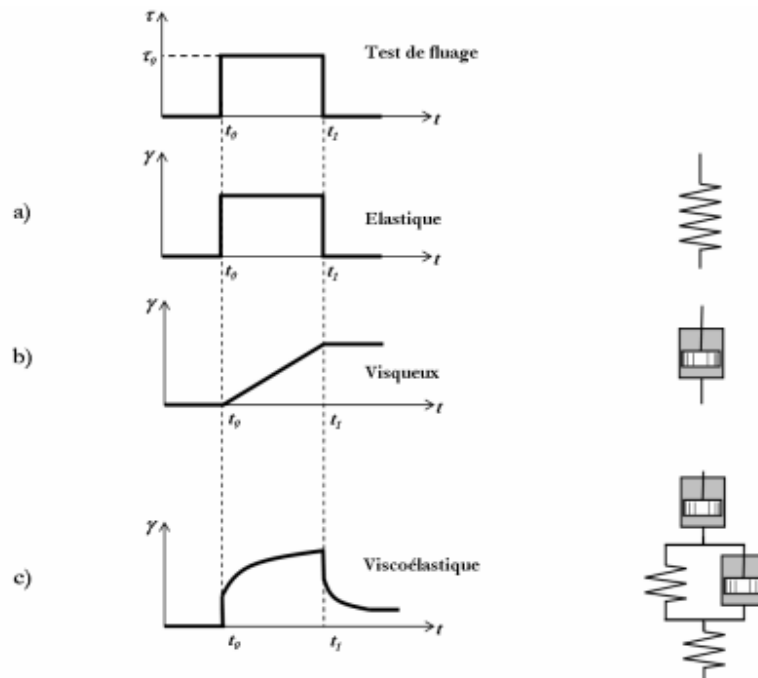 τ
τ₀
Test de fluage
t₀ t₁ t
γ
a)
Elastique
t₀ t₁ t
γ
b)
Visqueux
t₀ t₁ t
γ
c)
Viscoélastique
t₀ t₁ t